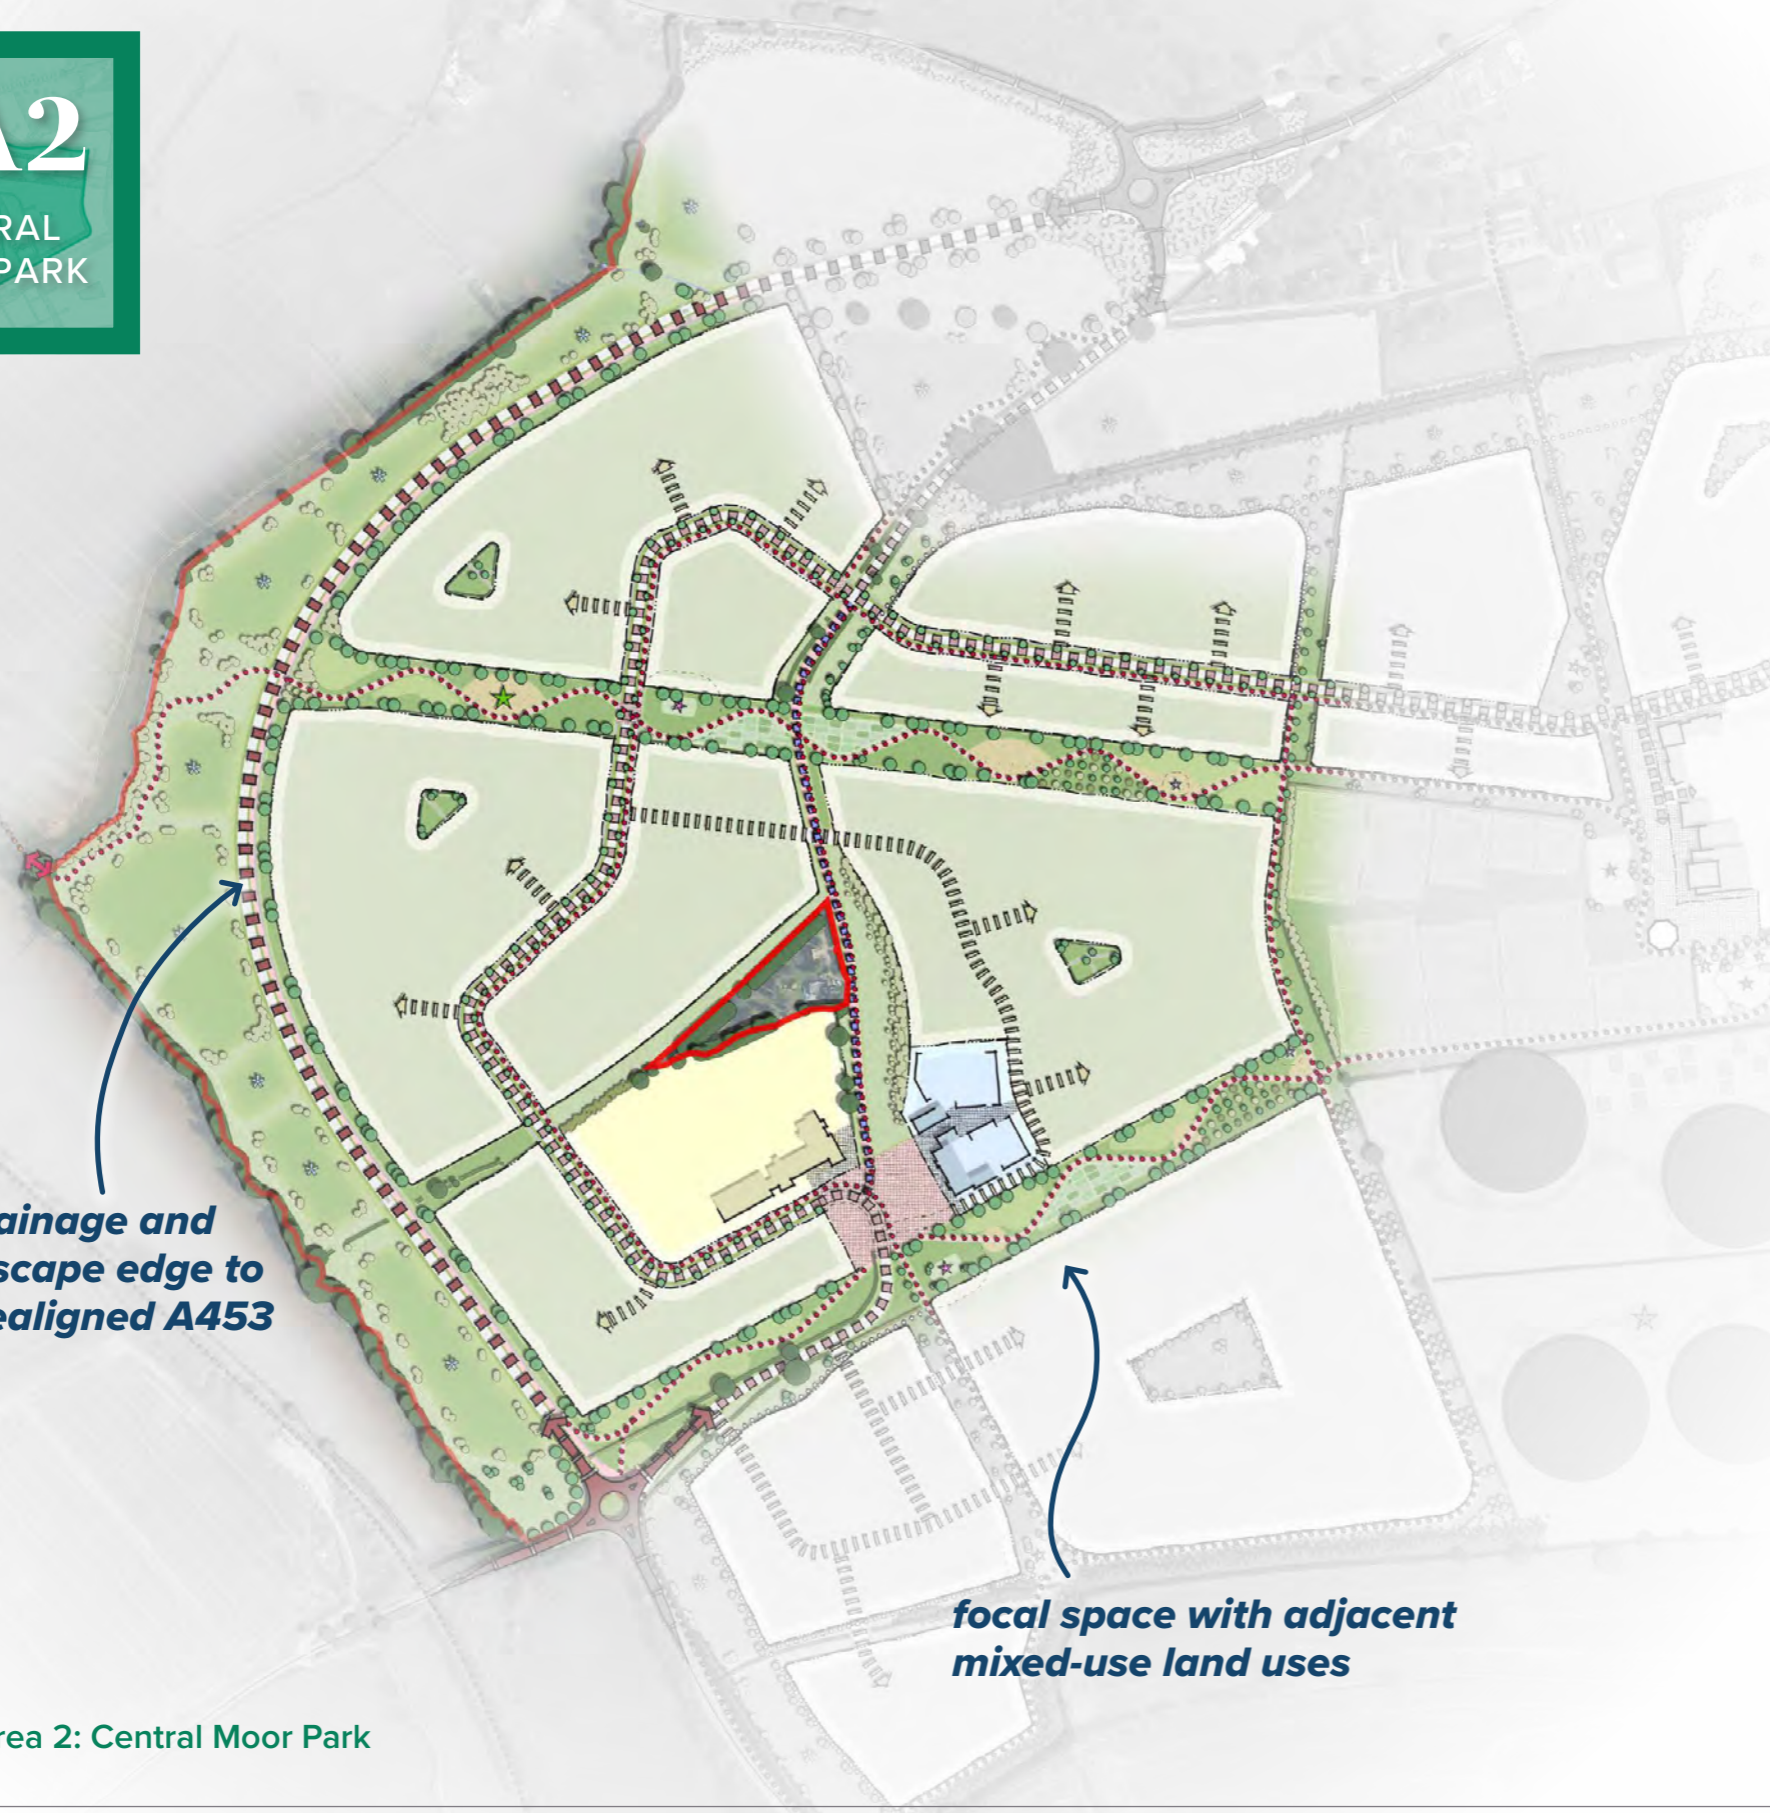 A2
RAL
PARK
ainage and
scape edge to
ealigned A453
focal space with adjacent
mixed-use land uses
rea 2: Central Moor Park